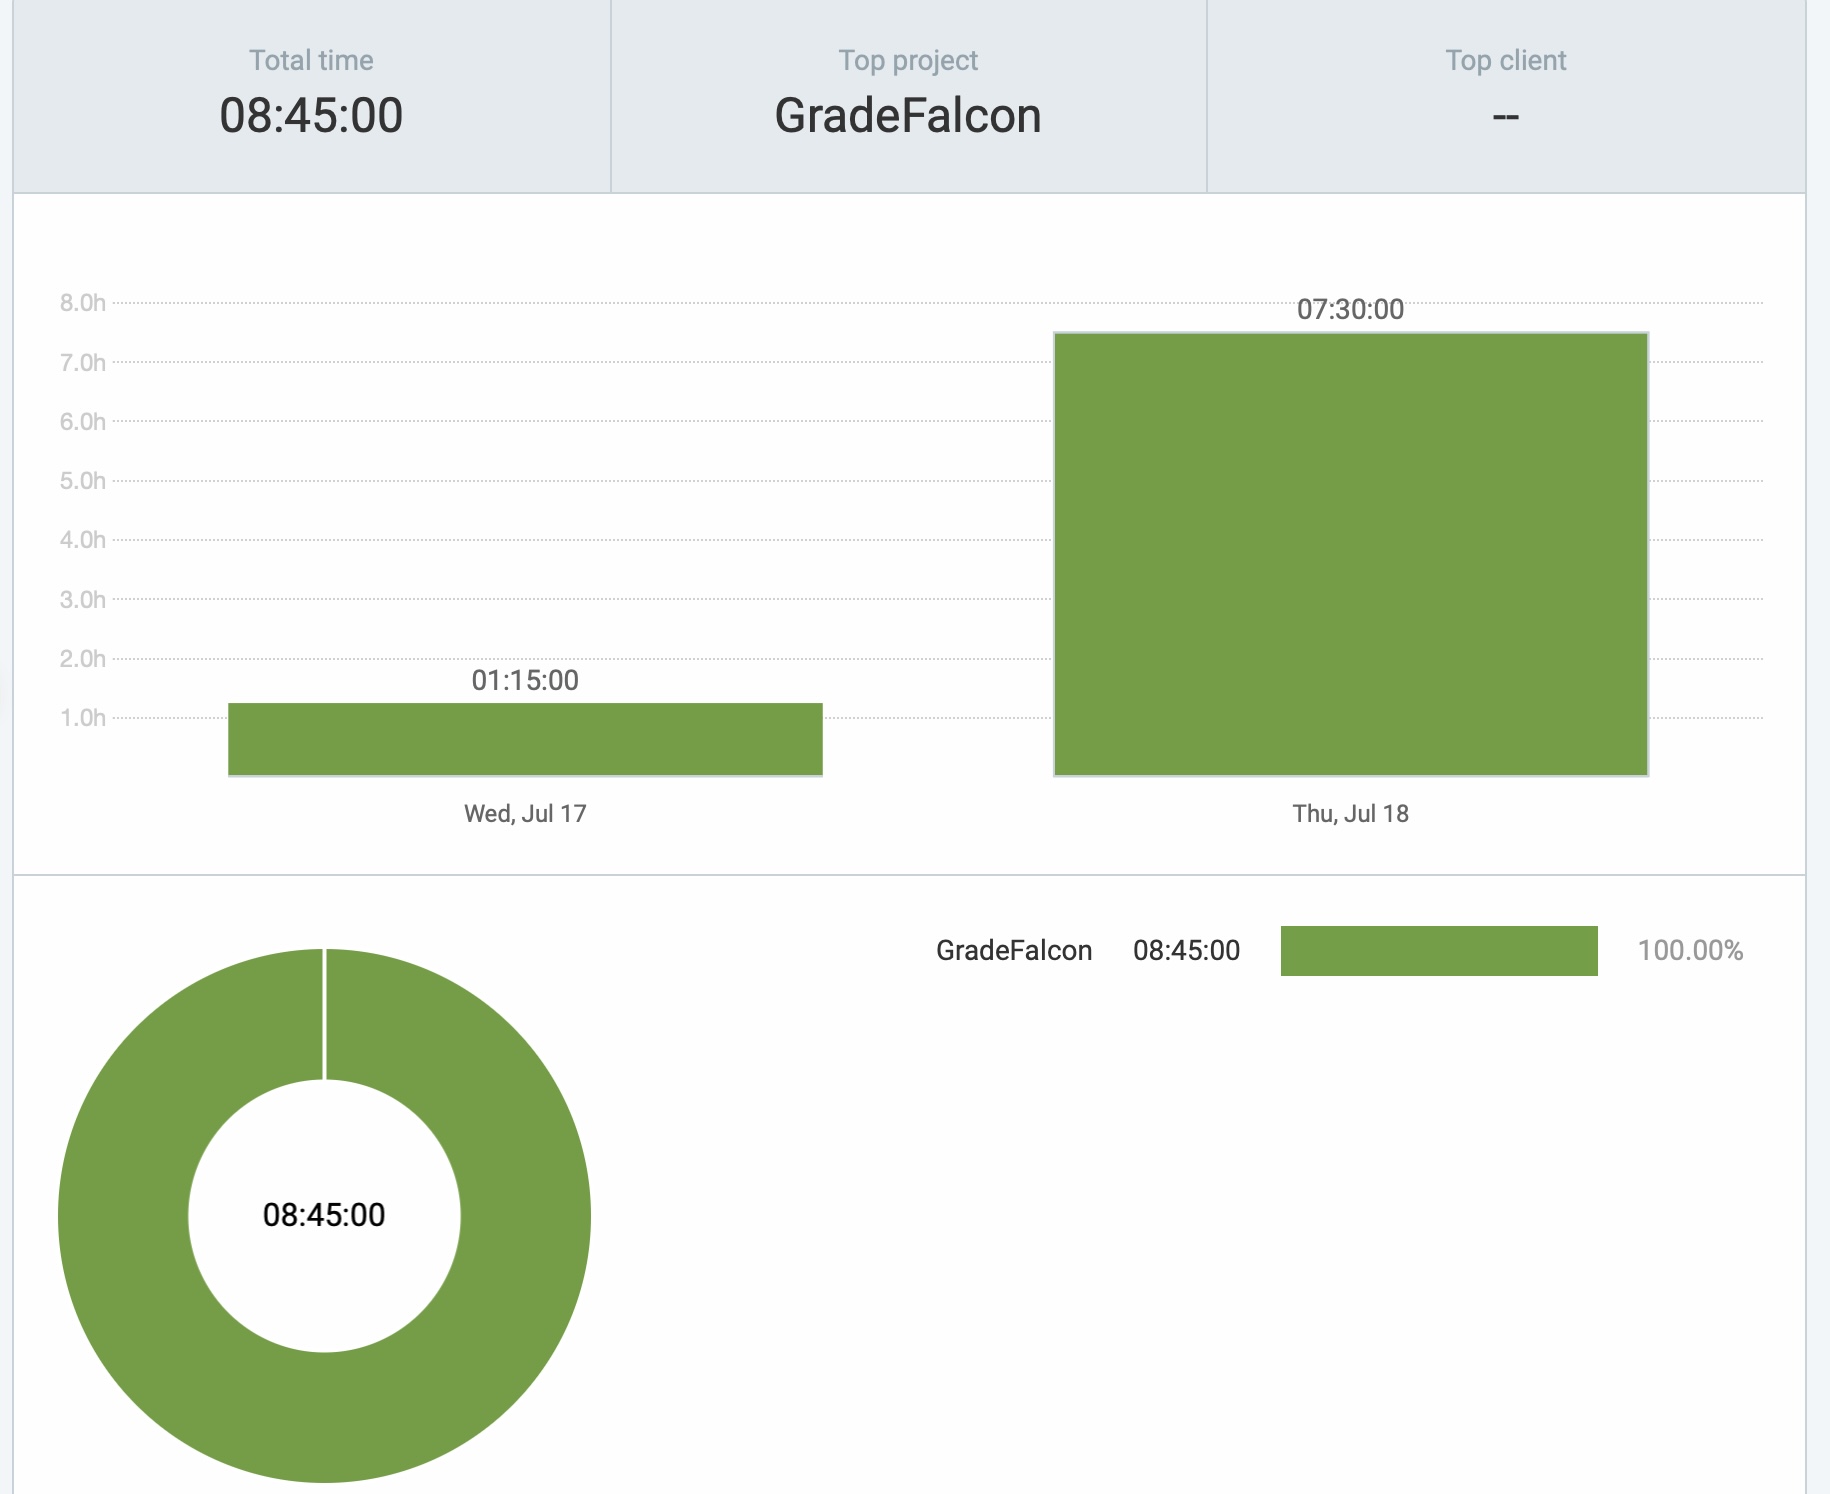 Total time
08:45:00
Top project
GradeFalcon
Top client
--
8.0h
7.0h
6.0h
5.0h
4.0h
3.0h
2.0h
1.0h
01:15:00
07:30:00
Wed, Jul 17
Thu, Jul 18
GradeFalcon 08:45:00 100.00%
08:45:00